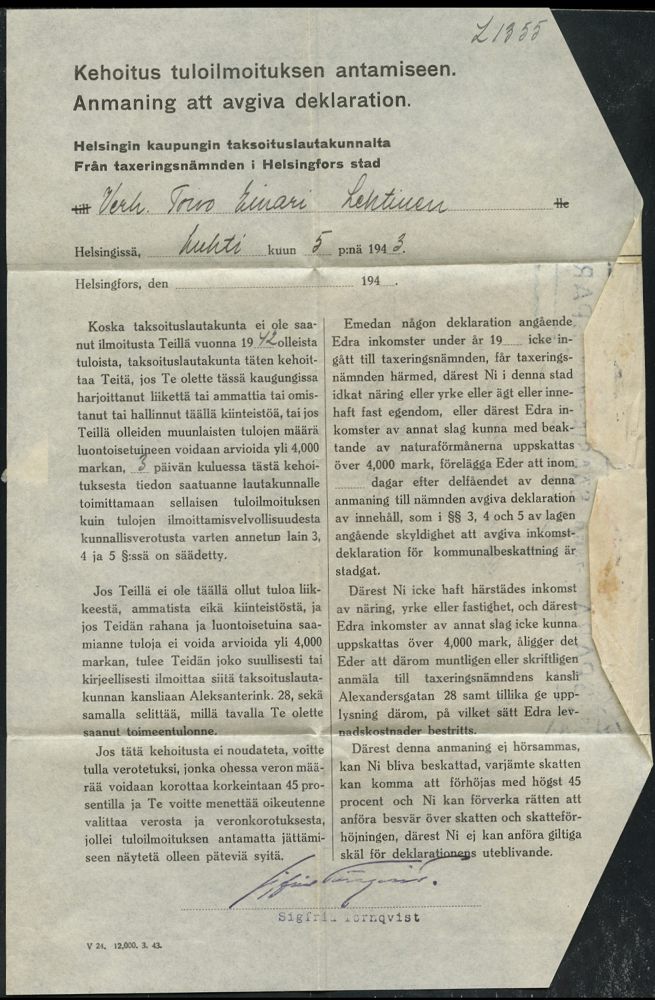 L 1355
Kehoitus tuloilmoituksen antamiseen.
Anmaning att avgiva deklaration.
Helsingin kaupungin taksoituslautakunnalta
Från taxeringsnämnden i Helsingfors stad
till Verh. Toivo Einari Lehtinen lle
Helsingissä, huhti kuun 5 p:nä 194 3.
Helsingfors, den 194 .
Koska taksoituslautakunta ei ole saa-
nut ilmoitusta Teillä vuonna 19 42 olleista
tuloista, taksoituslautakunta täten kehoit-
taa Teitä, jos Te olette tässä kaupungissa
harjoittanut liikettä tai ammattia tai omis-
tanut tai hallinnut täällä kiinteistöä, tai jos
Teillä olleiden muunlaisten tulojen määrä
luontoisetuineen voidaan arvioida yli 4,000
markan, 3 päivän kuluessa tästä kehoi-
tuksesta tiedon saatuanne lautakunnalle
toimittamaan sellaisen tuloilmoituksen
kuin tulojen ilmoittamisvelvollisuudesta
kunnallisverotusta varten annetun lain 3,
4 ja 5 §:ssä on säädetty.
Jos Teillä ei ole täällä ollut tuloa liik-
keestä, ammatista eikä kiinteistöstä, ja
jos Teidän rahana ja luontoisetuina saa-
mianne tuloja ei voida arvioida yli 4,000
markan, tulee Teidän joko suullisesti tai
kirjeellisesti ilmoittaa siitä taksoituslauta-
kunnan kansliaan Aleksanterink. 28, sekä
samalla selittää, millä tavalla Te olette
saanut toimeentulonne.
Jos tätä kehoitusta ei noudateta, voitte
tulla verotetuksi, jonka ohessa veron mää-
rää voidaan korottaa korkeintaan 45 pro-
sentilla ja Te voitte menettää oikeutenne
valittaa verosta ja veronkorotuksesta,
jollei tuloilmoituksen antamatta jättämi-
seen näytetä olleen päteviä syitä.
Emedan någon deklaration angående
Edra inkomster under år 19 icke in-
gått till taxeringsnämnden, får taxerings-
nämnden härmed, därest Ni i denna stad
idkat näring eller yrke eller ägt eller inne-
haft fast egendom, eller därest Edra in-
komster av annat slag kunna med beak-
tande av naturaförmånerna uppskattas
över 4,000 mark, förelägga Eder att inom
dagar efter delfåendet av denna
anmaning till nämnden avgiva deklaration
av innehåll, som i §§ 3, 4 och 5 av lagen
angående skyldighet att avgiva inkomst-
deklaration för kommunalbeskattning är
stadgat.
Därest Ni icke haft härstädes inkomst
av näring, yrke eller fastighet, och därest
Edra inkomster av annat slag icke kunna
uppskattas över 4,000 mark, åligger det
Eder att därom muntligen eller skriftligen
anmäla till taxeringsnämndens kansli
Alexandersgatan 28 samt tillika ge upp-
lysning därom, på vilket sätt Edra lev-
nadskostnader bestritts.
Därest denna anmaning ej hörsammas,
kan Ni bliva beskattad, varjämte skatten
kan komma att förhöjas med högst 45
procent och Ni kan förverka rätten att
anföra besvär över skatten och skatteför-
höjningen, därest Ni ej kan anföra giltiga
skäl för deklarationens uteblivande.
Sigfrid Törnqvist
V 24. 12,000. 3. 43.